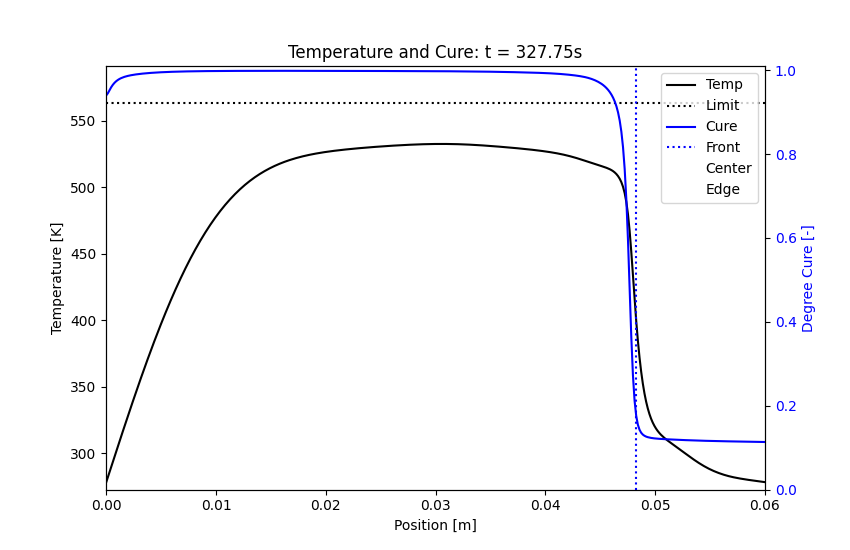 Temperature and Cure: t = 327.75s
Temp
Limit
Cure
Front
Center
Edge
Temperature [K]
550
500
450
400
350
300
Degree Cure [-]
1.0
0.8
0.6
0.4
0.2
0.0
0.00 0.01 0.02 0.03 0.04 0.05 0.06
Position [m]